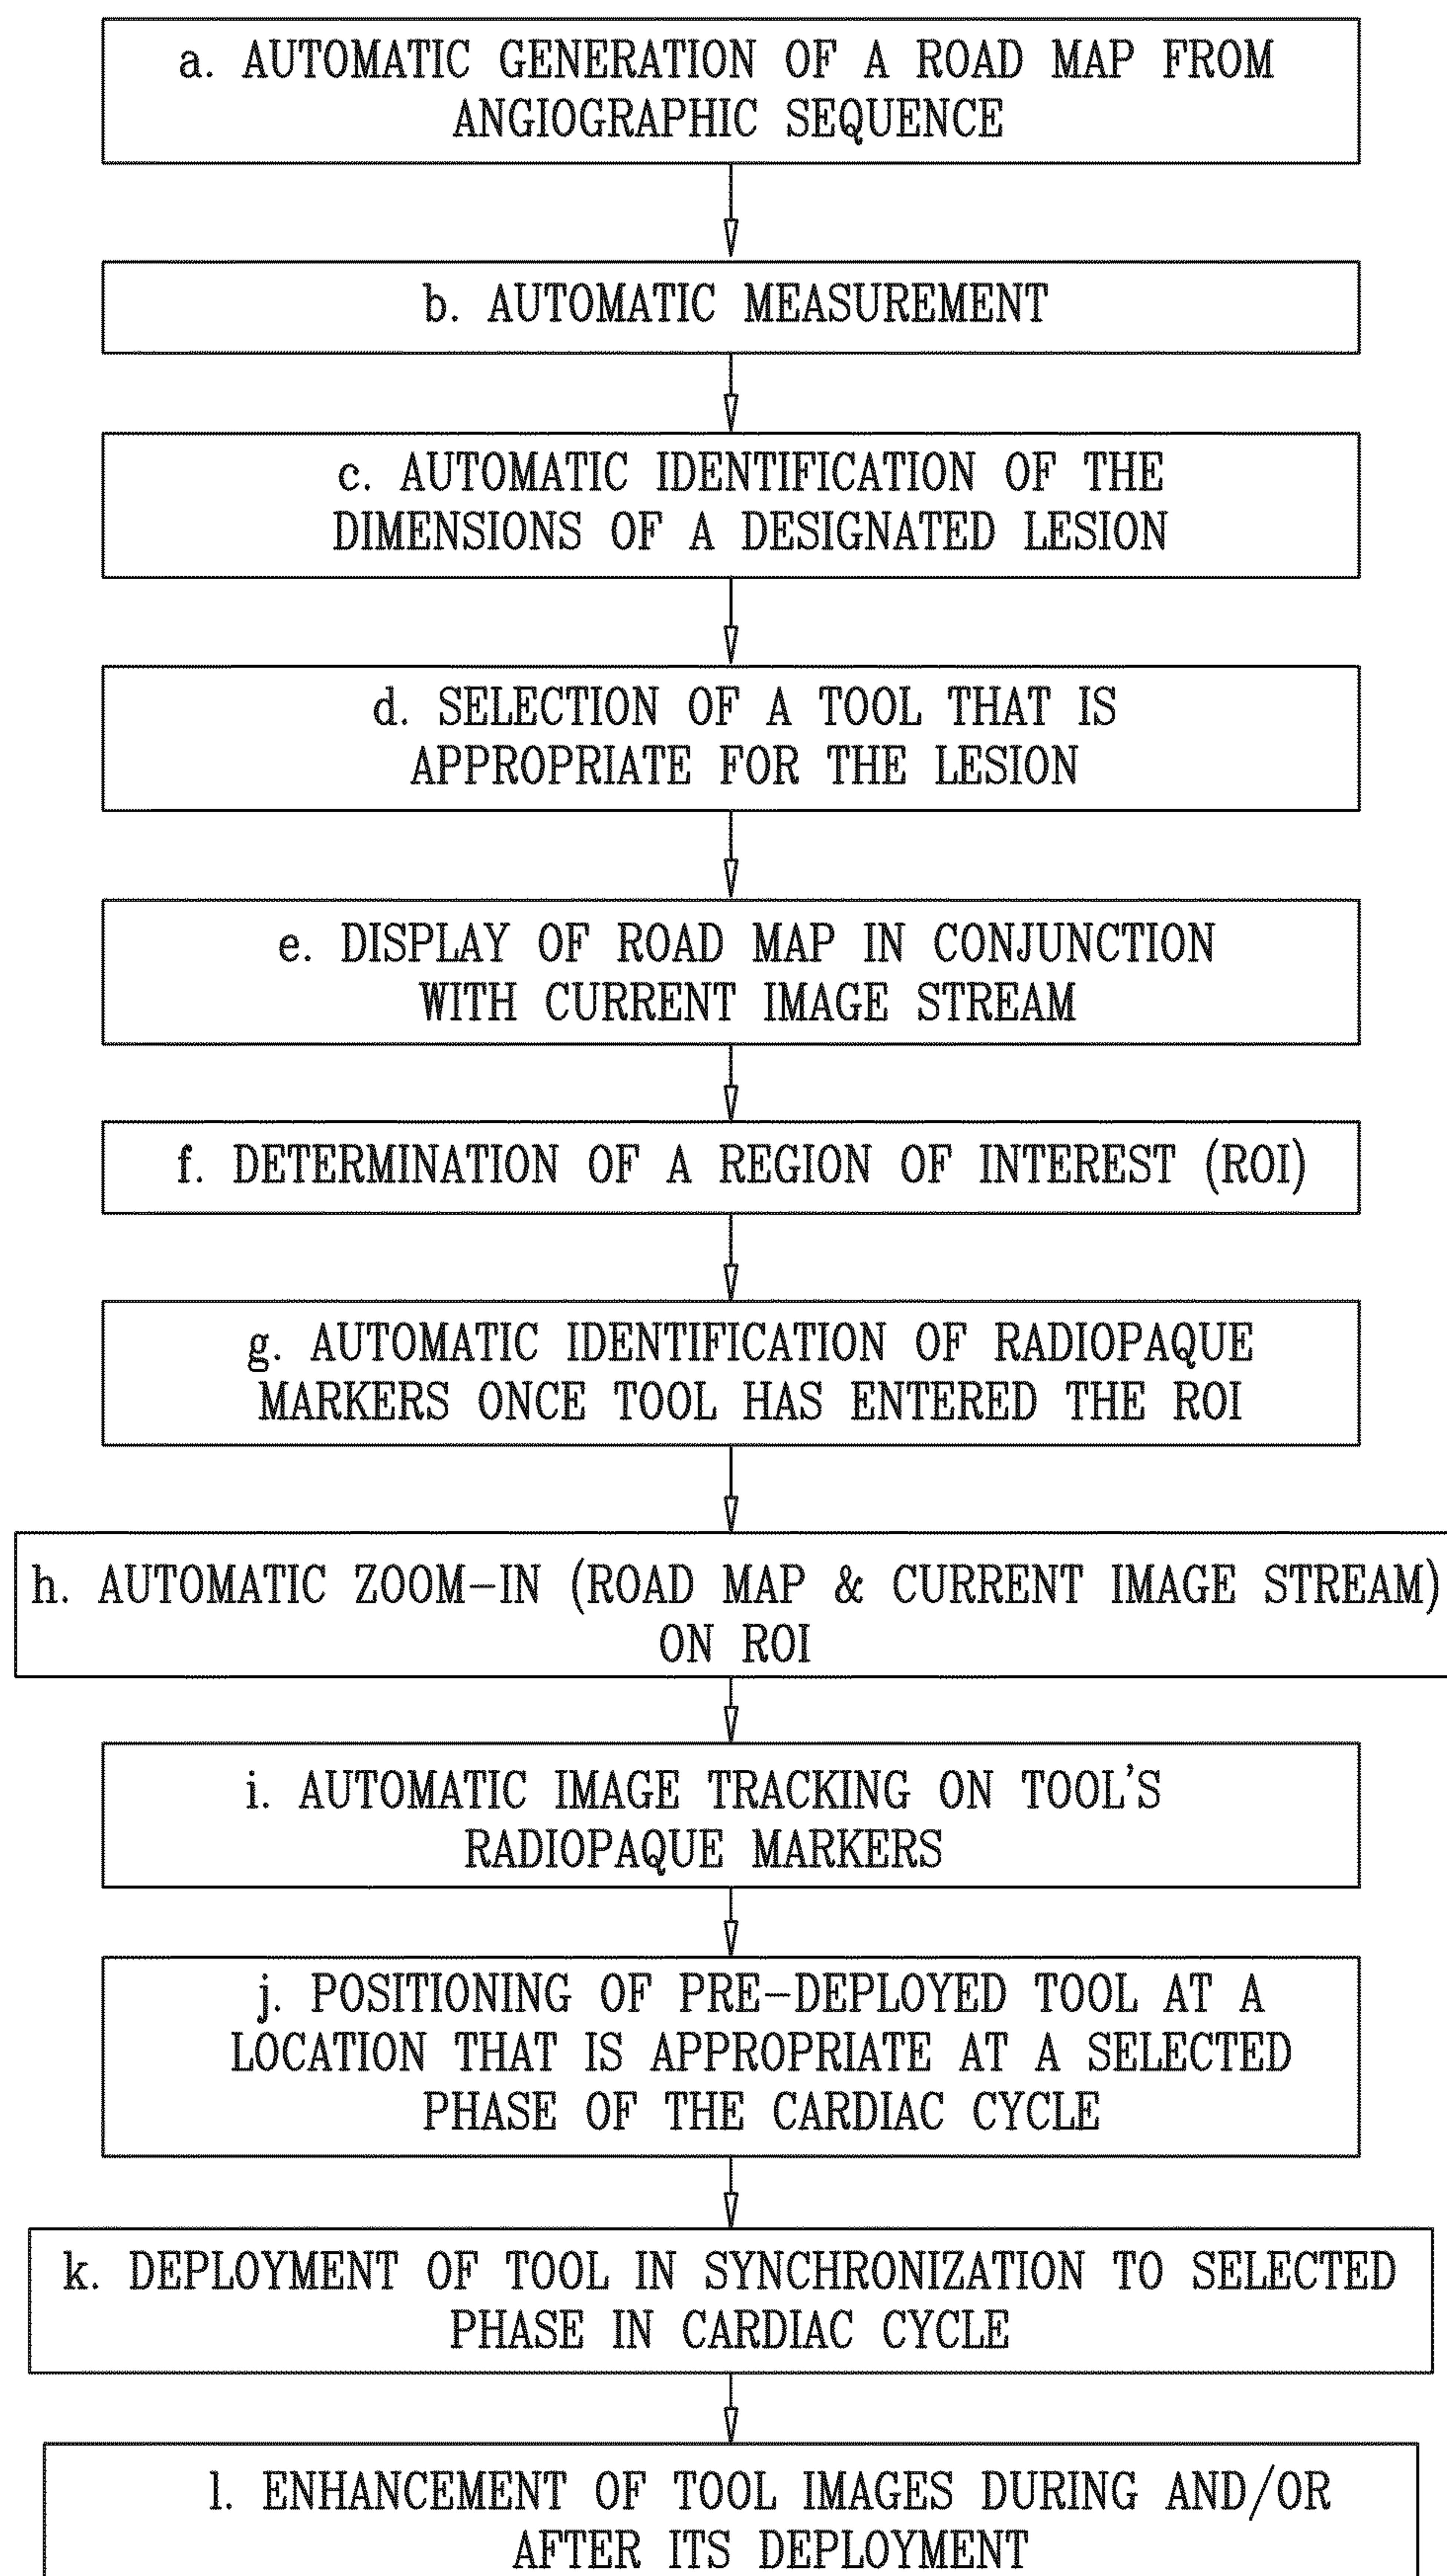 a. AUTOMATIC GENERATION OF A ROAD MAP FROM
ANGIOGRAPHIC SEQUENCE
b. AUTOMATIC MEASUREMENT
c. AUTOMATIC IDENTIFICATION OF THE
DIMENSIONS OF A DESIGNATED LESION
d. SELECTION OF A TOOL THAT IS
APPROPRIATE FOR THE LESION
e. DISPLAY OF ROAD MAP IN CONJUNCTION
WITH CURRENT IMAGE STREAM
f. DETERMINATION OF A REGION OF INTEREST (ROI)
g. AUTOMATIC IDENTIFICATION OF RADIOPAQUE
MARKERS ONCE TOOL HAS ENTERED THE ROI
h. AUTOMATIC ZOOM-IN (ROAD MAP & CURRENT IMAGE STREAM)
ON ROI
i. AUTOMATIC IMAGE TRACKING ON TOOL'S
RADIOPAQUE MARKERS
j. POSITIONING OF PRE-DEPLOYED TOOL AT A
LOCATION THAT IS APPROPRIATE AT A SELECTED
PHASE OF THE CARDIAC CYCLE
k. DEPLOYMENT OF TOOL IN SYNCHRONIZATION TO SELECTED
PHASE IN CARDIAC CYCLE
l. ENHANCEMENT OF TOOL IMAGES DURING AND/OR
AFTER ITS DEPLOYMENT